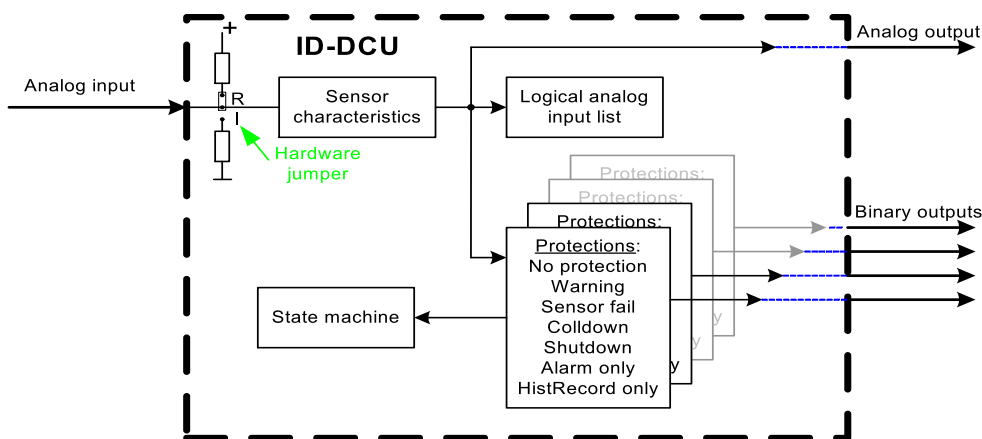 +
ID-DCU
Analog output
Analog input
R
I
Sensor
characteristics
Logical analog
input list
Hardware
jumper
Protections:
Protections:
Protections:
Binary outputs
Protections:
No protection
Warning
Sensor fail
Colldown
Shutdown
Alarm only
HistRecord only
State machine
y
y
y